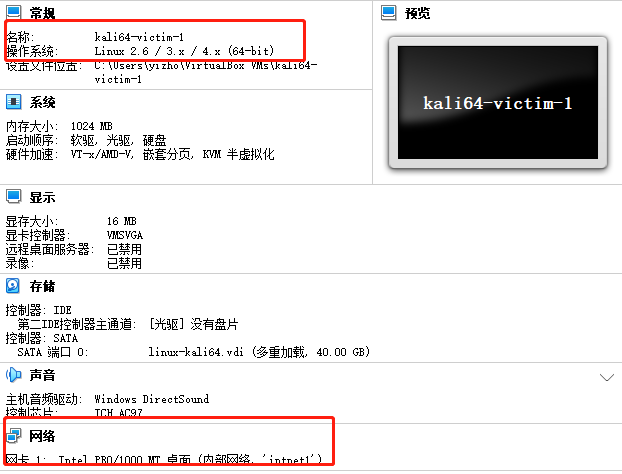 常规
名称: kali64-victim-1
操作系统: Linux 2.6 / 3.x / 4.x (64-bit)
设置文件位置: C:\Users\yizho\VirtualBox VMs\kali64-
victim-1
预览
kali64-victim-1
系统
内存大小: 1024 MB
启动顺序: 软驱, 光驱, 硬盘
硬件加速: VT-x/AMD-V, 嵌套分页, KVM 半虚拟化
显示
显存大小: 16 MB
显卡控制器: VMSVGA
远程桌面服务器: 已禁用
录像: 已禁用
存储
控制器: IDE
第二IDE控制器主通道: [光驱] 没有盘片
控制器: SATA
SATA 端口 0: linux-kali64.vdi (多重加载, 40.00 GB)
声音
主机音频驱动: Windows DirectSound
控制芯片: ICH AC97
网络
网卡 1: Intel PRO/1000 MT 桌面 (内部网络, 'intnet1')